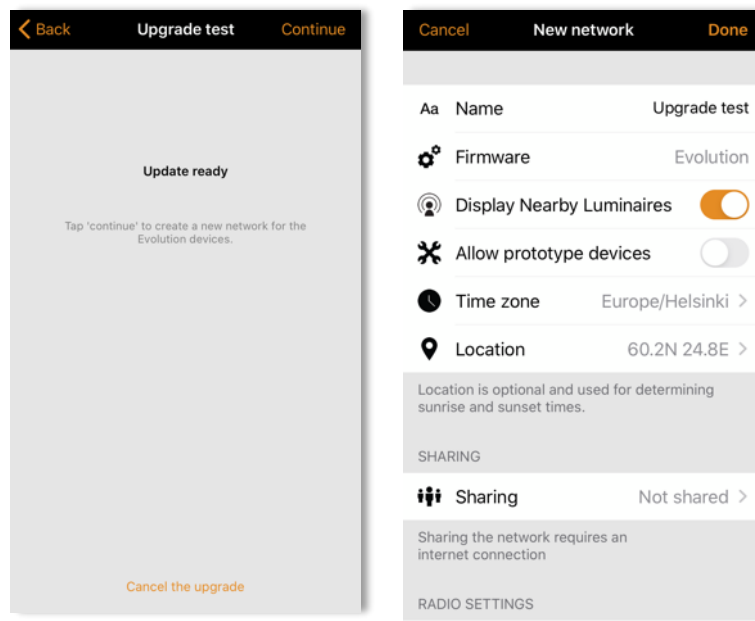 Back Upgrade test Continue
Update ready
Tap 'continue' to create a new network for the
Evolution devices.
Cancel the upgrade
Cancel New network Done
Aa Name Upgrade test
Firmware Evolution
Display Nearby Luminaires
Allow prototype devices
Time zone Europe/Helsinki >
Location 60.2N 24.8E >
Location is optional and used for determining
sunrise and sunset times.
SHARING
Sharing Not shared >
Sharing the network requires an
internet connection
RADIO SETTINGS